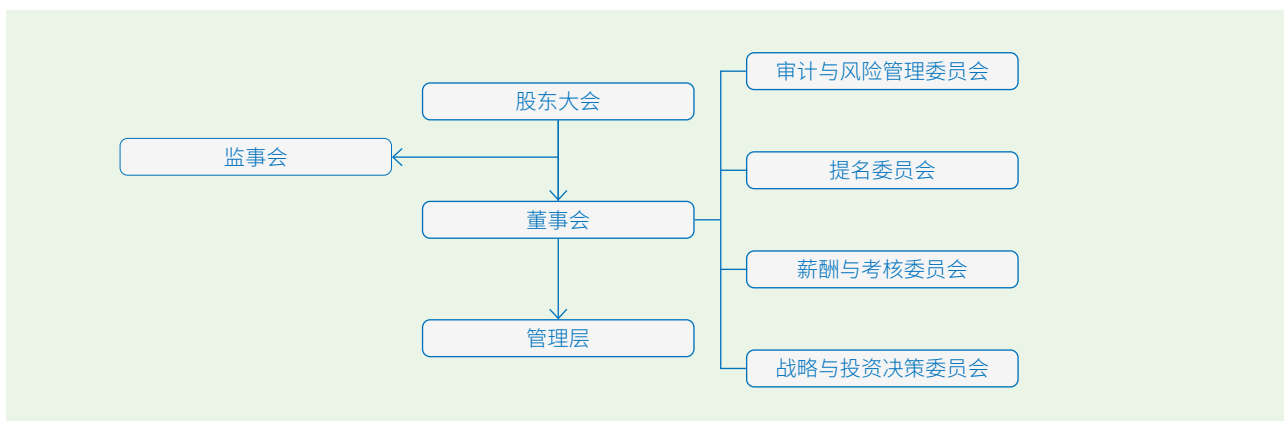 股东大会
监事会
董事会
管理层
审计与风险管理委员会
提名委员会
薪酬与考核委员会
战略与投资决策委员会